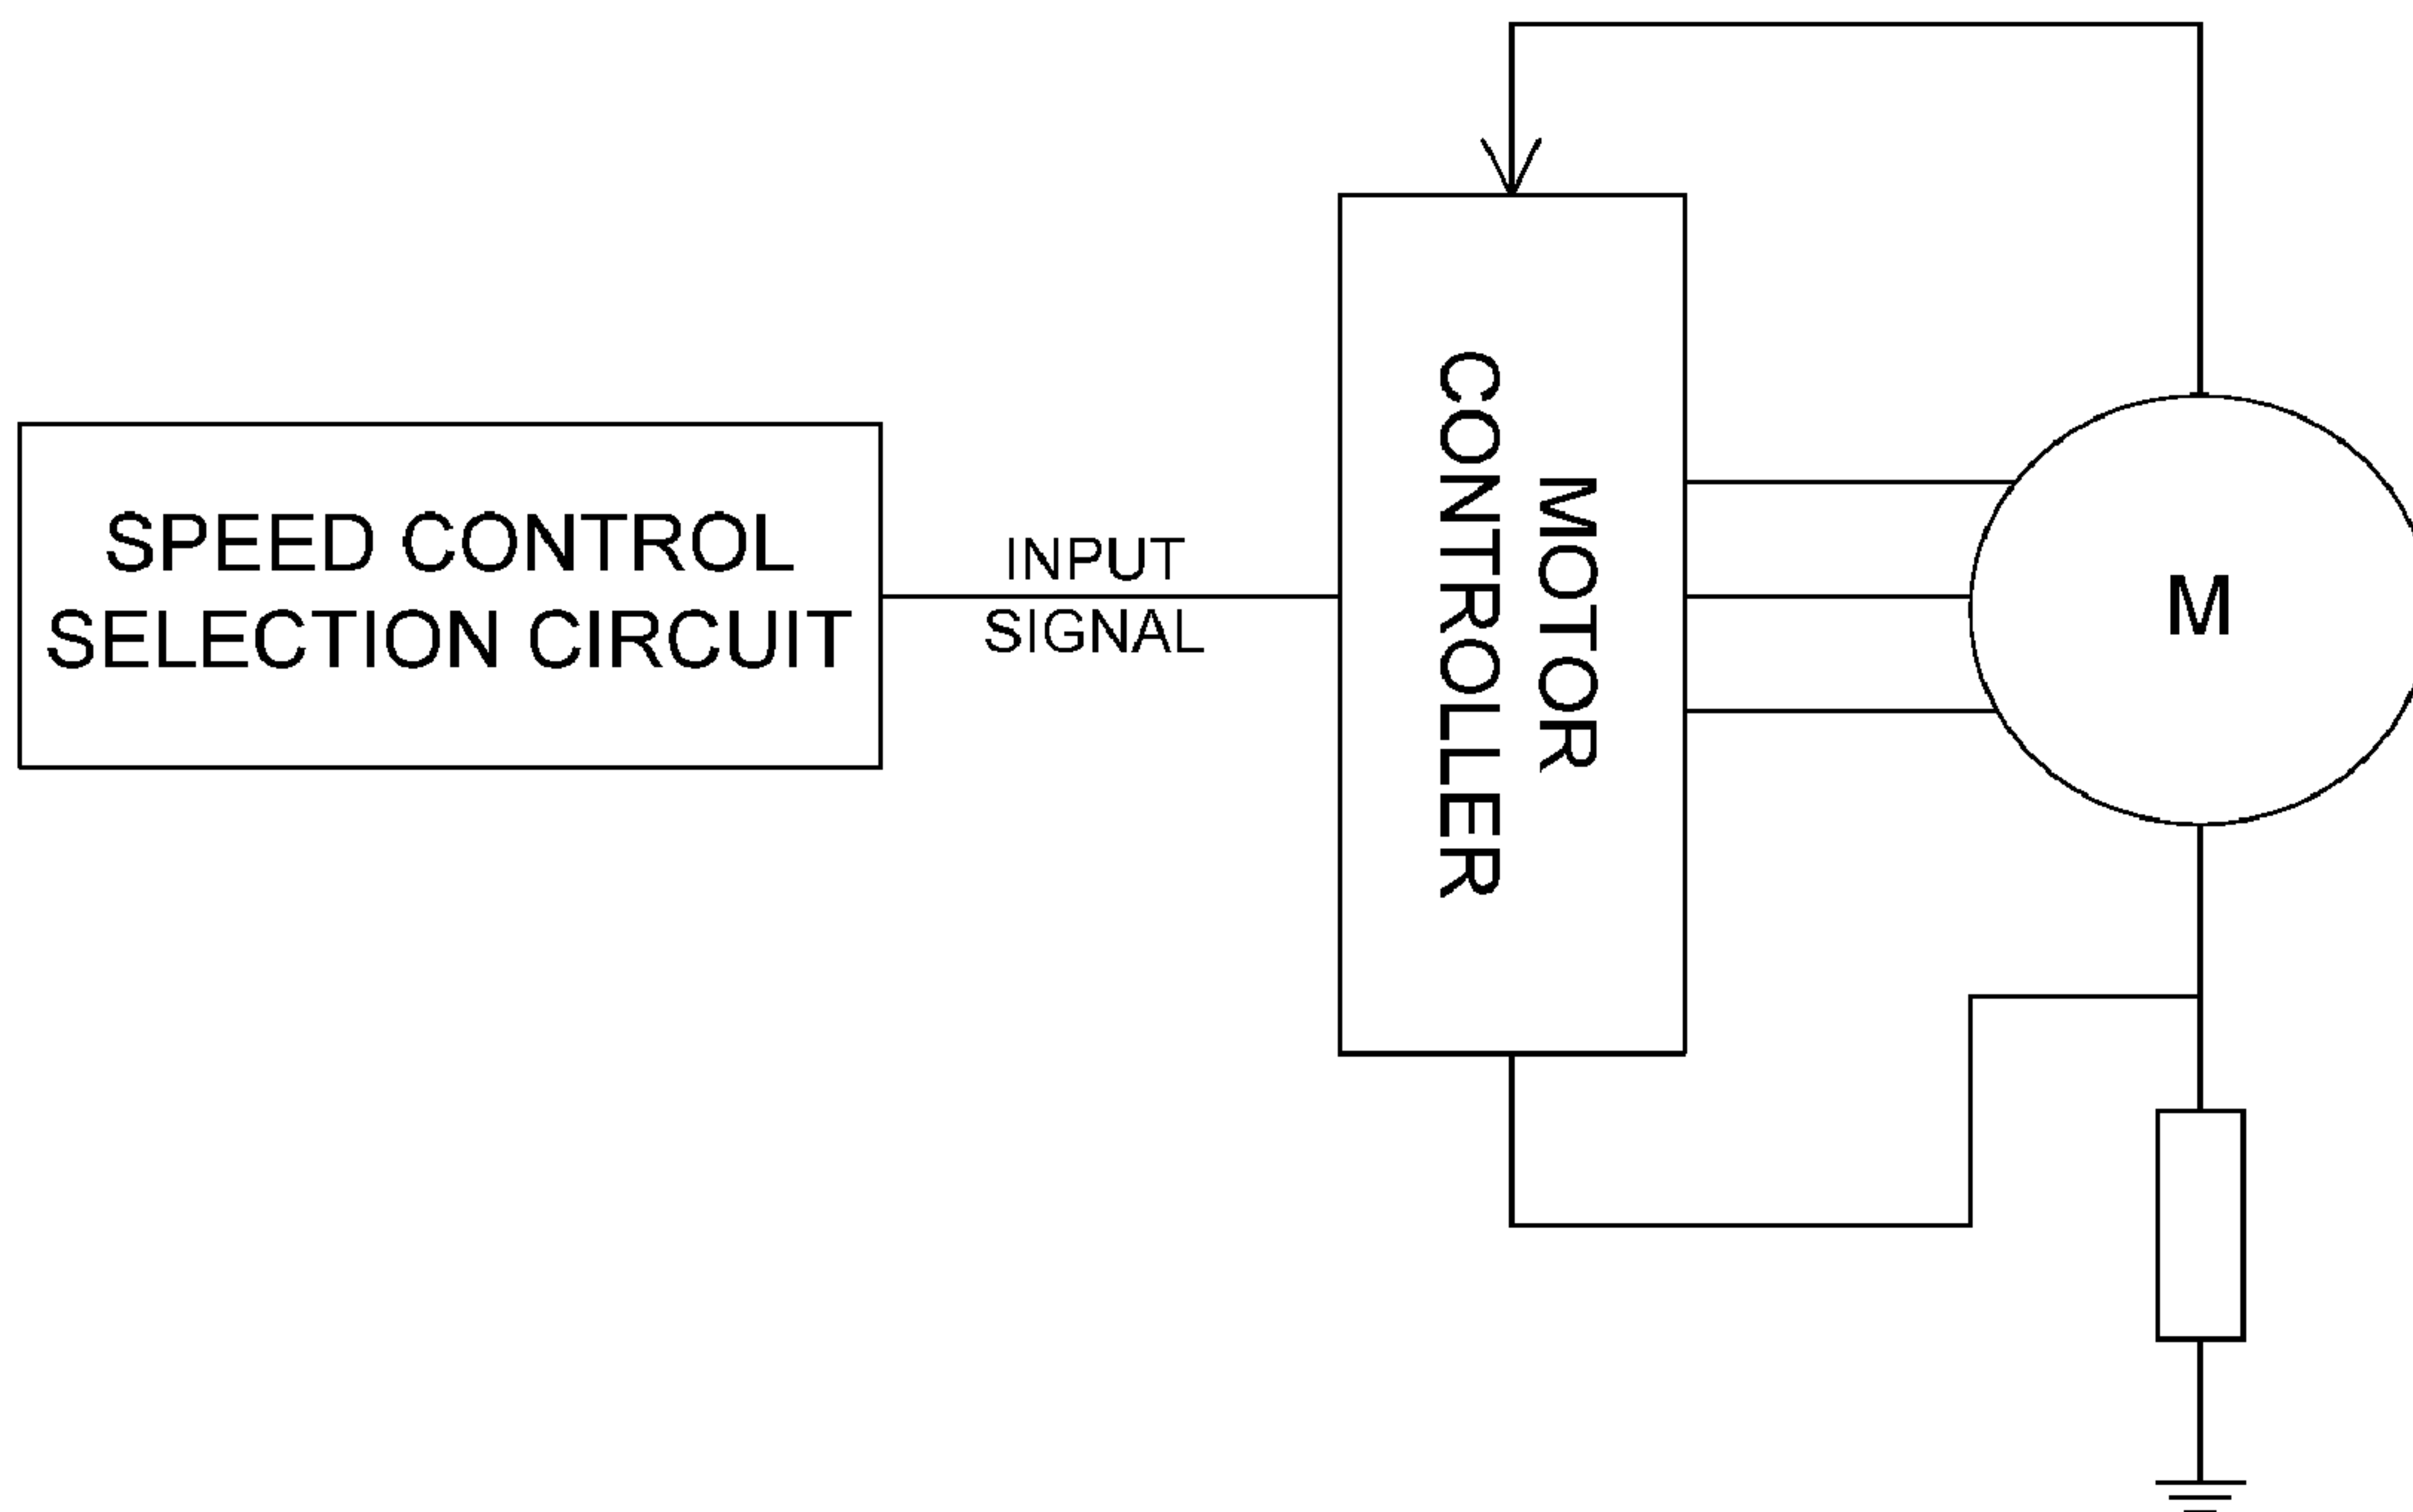 SPEED CONTROL
SELECTION CIRCUIT
INPUT
SIGNAL
MOTOR
CONTROLLER
M